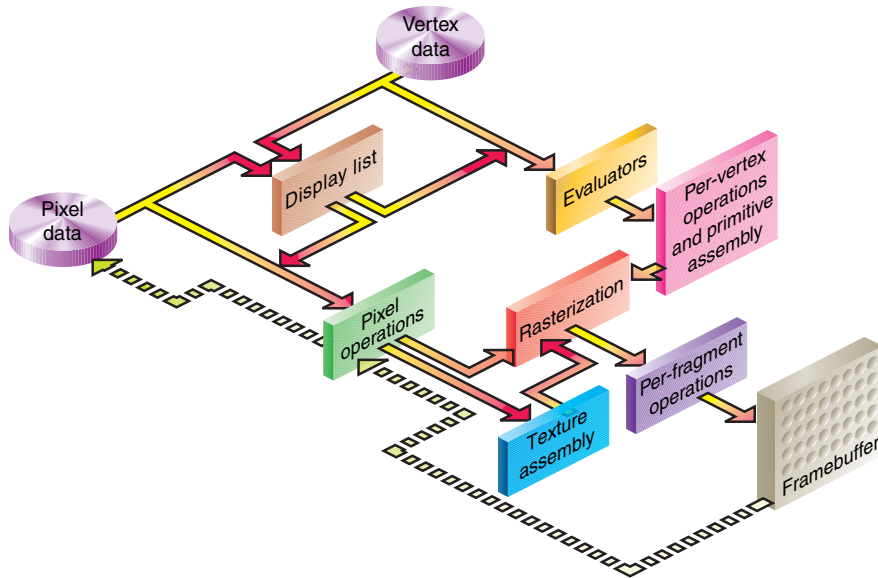 Vertex
data
Display list
Evaluators
Per-vertex
operations
and primitive
assembly
Pixel
data
Pixel
operations
Rasterization
Per-fragment
operations
Texture
assembly
Framebuffer